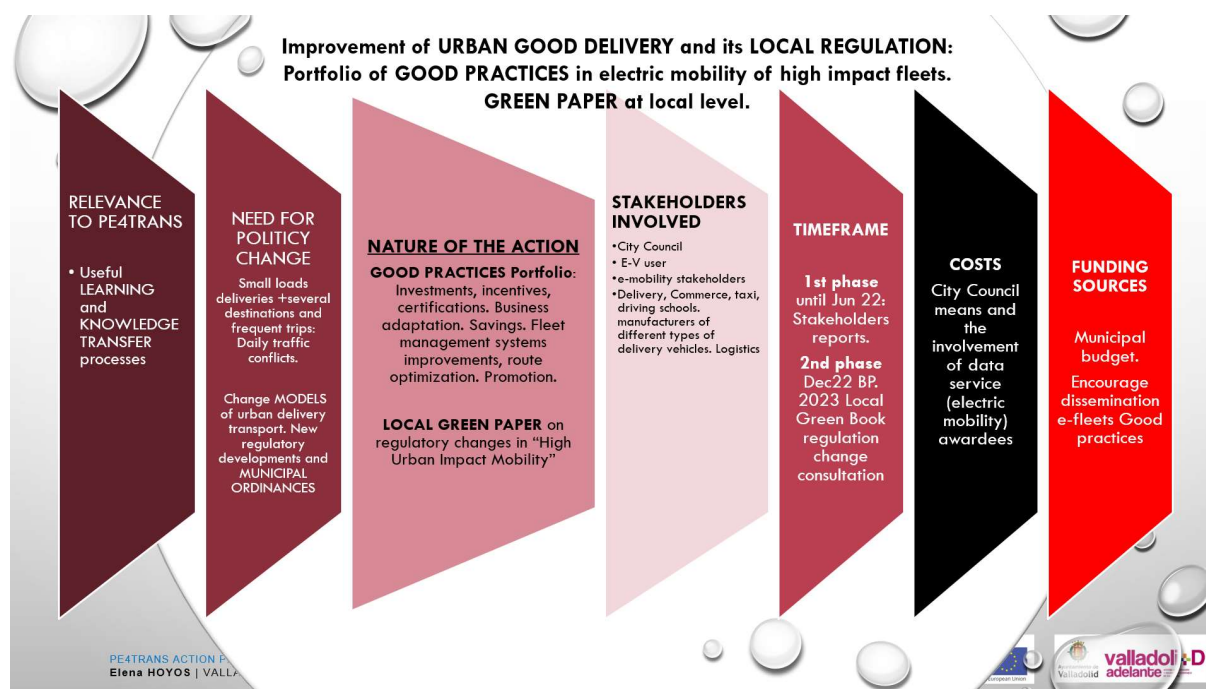 Improvement of URBAN GOOD DELIVERY and its LOCAL REGULATION:
Portfolio of GOOD PRACTICES in electric mobility of high impact fleets.
GREEN PAPER at local level.
RELEVANCE
TO PE4TRANS
• Useful
LEARNING
and
KNOWLEDGE
TRANSFER
processes
NEED FOR
POLITICY
CHANGE
Small loads
deliveries +several
destinations and
frequent trips:
Daily traffic
conflicts.
Change MODELS
of urban delivery
transport. New
regulatory
developments and
MUNICIPAL
ORDINANCES
NATURE OF THE ACTION
GOOD PRACTICES Portfolio:
Investments, incentives,
certifications. Business
adaptation. Savings. Fleet
management systems
improvements, route
optimization. Promotion.
LOCAL GREEN PAPER on
regulatory changes in "High
Urban Impact Mobility"
STAKEHOLDERS
INVOLVED
•City Council
• E-V user
•e-mobility stakeholders
•Delivery, Commerce, taxi,
driving schools.
manufacturers of
different types of
delivery vehicles. Logistics
TIMEFRAME
1st phase
until Jun 22:
Stakeholders
reports.
2nd phase
Dec22 BP.
2023 Local
Green Book
regulation
change
consultation
COSTS
City Council
means and
the
involvement
of data
service
(electric
mobility)
awardees
FUNDING
SOURCES
Municipal
budget.
Encourage
dissemination
e-fleets Good
practices
PE4TRANS ACTION P
Elena HOYOS | VALLA
European Union
Ayuntamiento de
Valladolid
valladoli+D
adelante